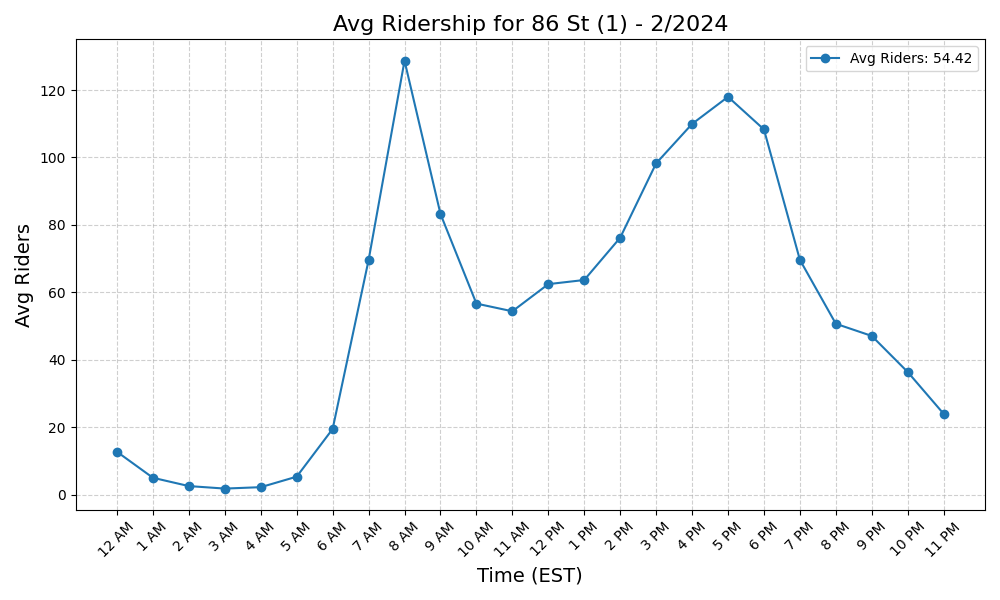 Avg Ridership for 86 St (1) - 2/2024
Avg Riders: 54.42
Avg Riders
120
100
80
60
40
20
0
12 AM
1 AM
2 AM
3 AM
4 AM
5 AM
6 AM
7 AM
8 AM
9 AM
10 AM
11 AM
12 PM
1 PM
2 PM
3 PM
4 PM
5 PM
6 PM
7 PM
8 PM
9 PM
10 PM
11 PM
Time (EST)